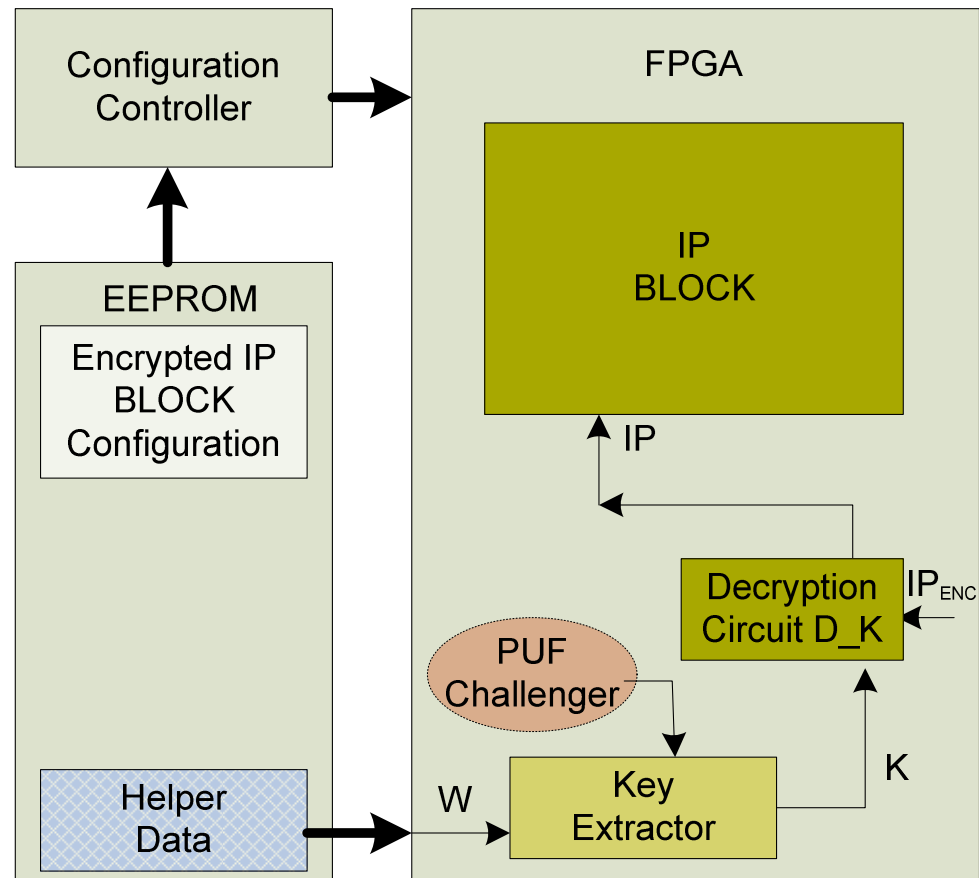 Configuration
Controller
FPGA
IP
BLOCK
EEPROM
Encrypted IP
BLOCK
Configuration
IP
Decryption
Circuit D_K
IPENC
PUF
Challenger
K
Helper
Data
W
Key
Extractor